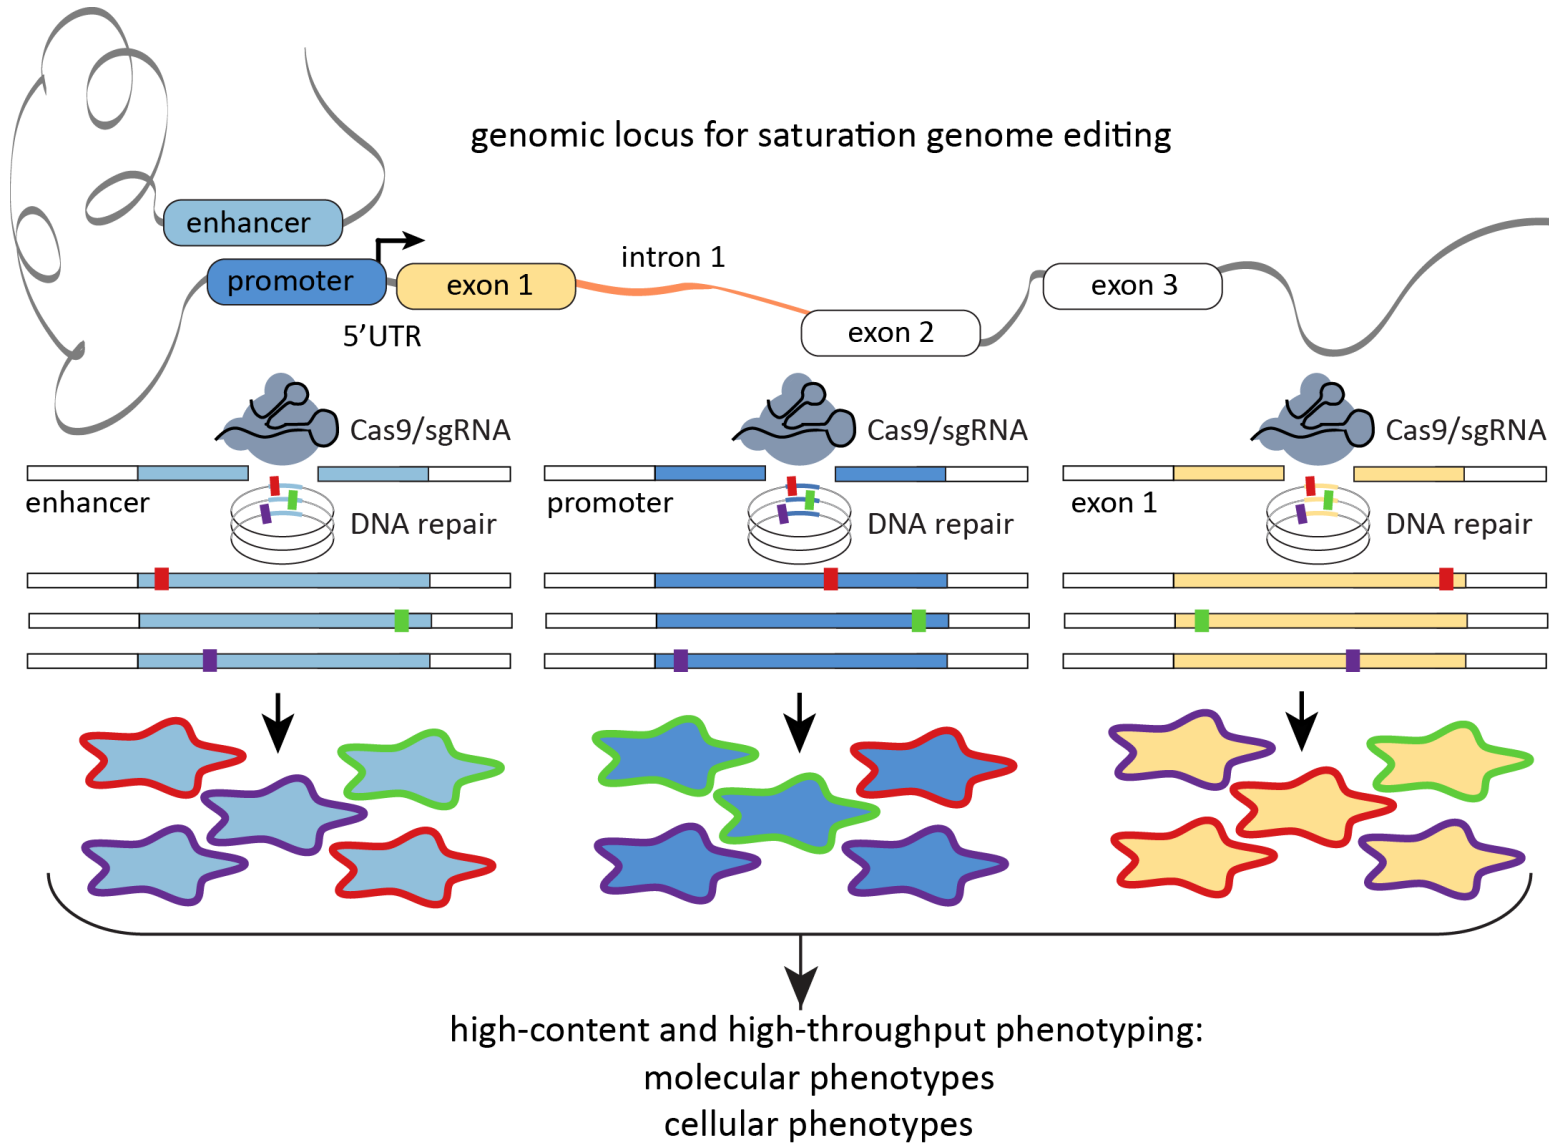 genomic locus for saturation genome editing
enhancer
promoter
exon 1
intron 1
exon 2
exon 3
5’UTR
Cas9/sgRNA
Cas9/sgRNA
Cas9/sgRNA
enhancer
promoter
exon 1
DNA repair
DNA repair
DNA repair
high-content and high-throughput phenotyping:
molecular phenotypes
cellular phenotypes